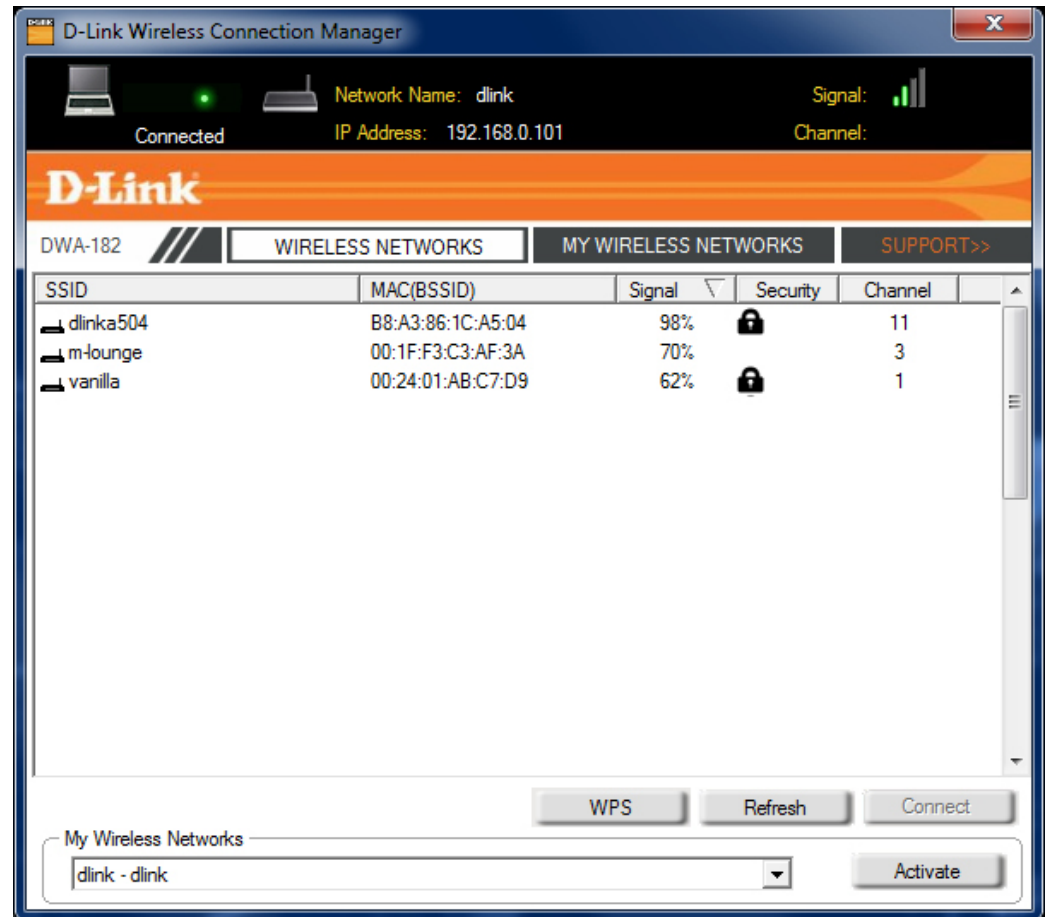 D-Link Wireless Connection Manager
Network Name: dlink Signal:
Connected IP Address: 192.168.0.101 Channel:
D-Link
DWA-182 WIRELESS NETWORKS MY WIRELESS NETWORKS SUPPORT>>
SSID MAC(BSSID) Signal Security Channel
dlinka504 B8:A3:86:1C:A5:04 98% 11
m-lounge 00:1F:F3:C3:AF:3A 70% 3
vanilla 00:24:01:AB:C7:D9 62% 1
WPS Refresh Connect
My Wireless Networks
dlink - dlink Activate